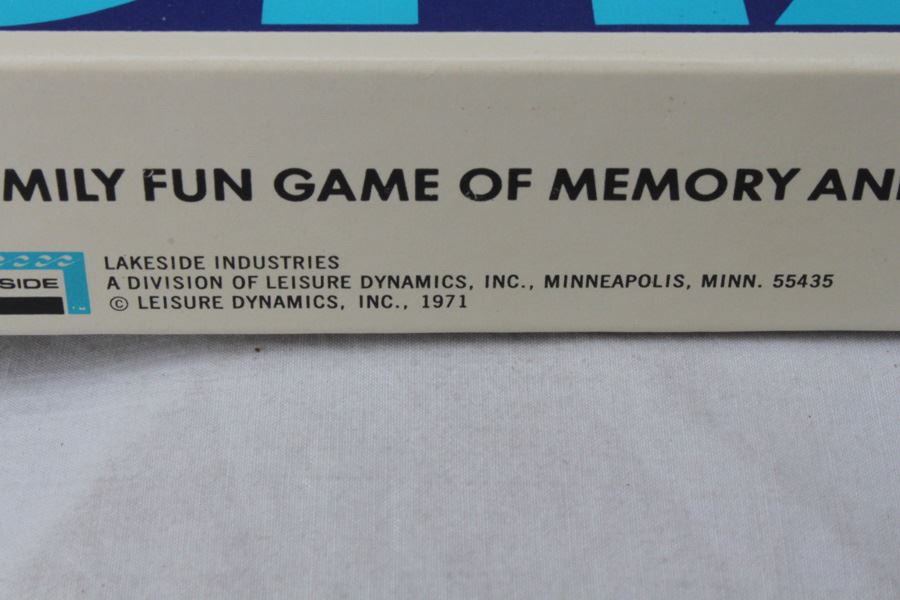 MILY FUN GAME OF MEMORY AN
SIDE
LAKESIDE INDUSTRIES
A DIVISION OF LEISURE DYNAMICS, INC., MINNEAPOLIS, MINN. 55435
© LEISURE DYNAMICS, INC., 1971